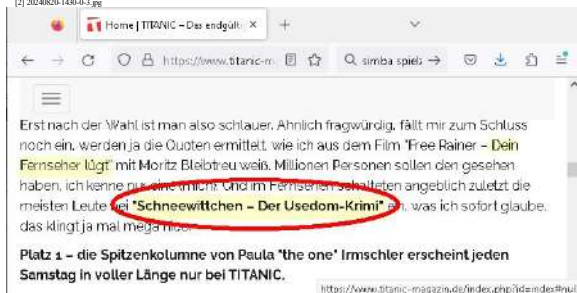 [2] 20240820-1430-0-3.jpg
Home | TITANIC – Das endgült
https://www.titanic-m
simba spiels
Erst nach der Wahl ist man also schlauer. Ähnlich fragwürdig, fällt mir zum Schluss
noch ein, werden ja die Quoten ermittelt, wie ich aus dem Film "Free Rainer – Dein
Fernseher lügt" mit Moritz Bleibtreu weiß. Millionen Personen sollen den gesehen
haben, ich kenne nur eine (mich). Und im Fernsehen schalteten angeblich zuletzt die
meisten Leute bei "Schneewittchen – Der Usedom-Krimi" ein, was ich sofort glaube,
das klingt ja mal mega nice!
Platz 1 – die Spitzenkolumne von Paula "the one" Irmschler erscheint jeden
Samstag in voller Länge nur bei TITANIC.
https://www.titanic-magazin.de/index.php?id=index#nul